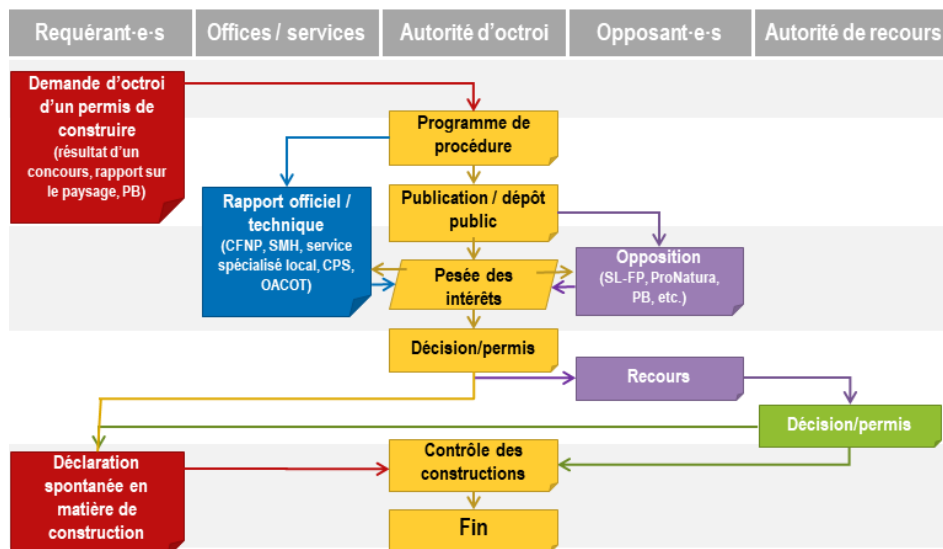 Requérant·e·s
Offices / services
Autorité d'octroi
Opposant·e·s
Autorité de recours
Demande d'octroi
d'un permis de
construire
(résultat d'un
concours, rapport sur
le paysage, PB)
Programme de
procédure
Rapport officiel /
technique
(CFNP, SMH, service
spécialisé local, CPS,
OACOT)
Publication / dépôt
public
Opposition
(SL-FP, ProNatura,
PB, etc.)
Pesée des
intérêts
Décision/permis
Recours
Décision/permis
Déclaration
spontanée en
matière de
construction
Contrôle des
constructions
Fin